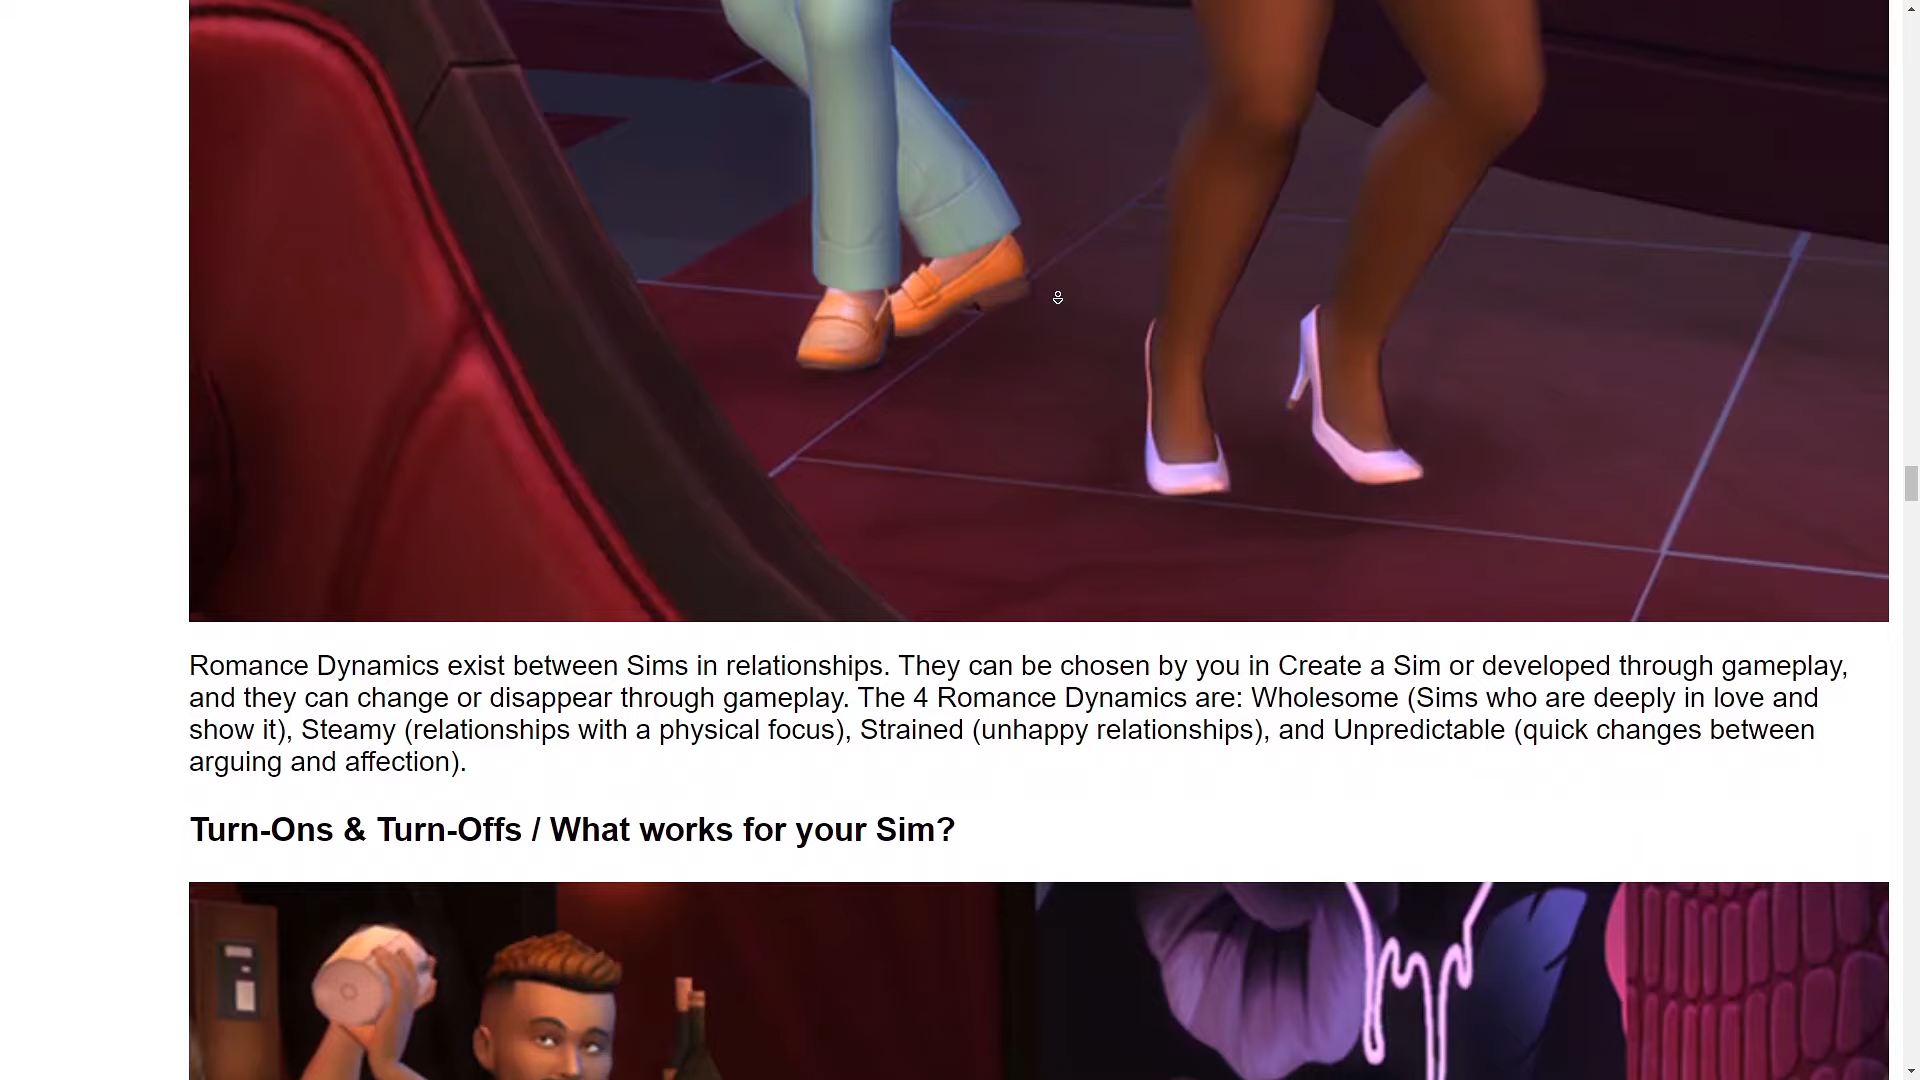 Romance Dynamics exist between Sims in relationships. They can be chosen by you in Create a Sim or developed through gameplay,
and they can change or disappear through gameplay. The 4 Romance Dynamics are: Wholesome (Sims who are deeply in love and
show it), Steamy (relationships with a physical focus), Strained (unhappy relationships), and Unpredictable (quick changes between
arguing and affection).
Turn-Ons & Turn-Offs / What works for your Sim?